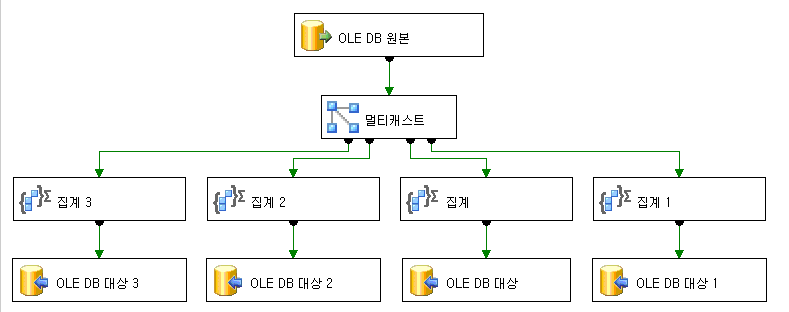 OLE DB 원본
멀티캐스트
집계 3
집계 2
집계
집계 1
OLE DB 대상 3
OLE DB 대상 2
OLE DB 대상
OLE DB 대상 1